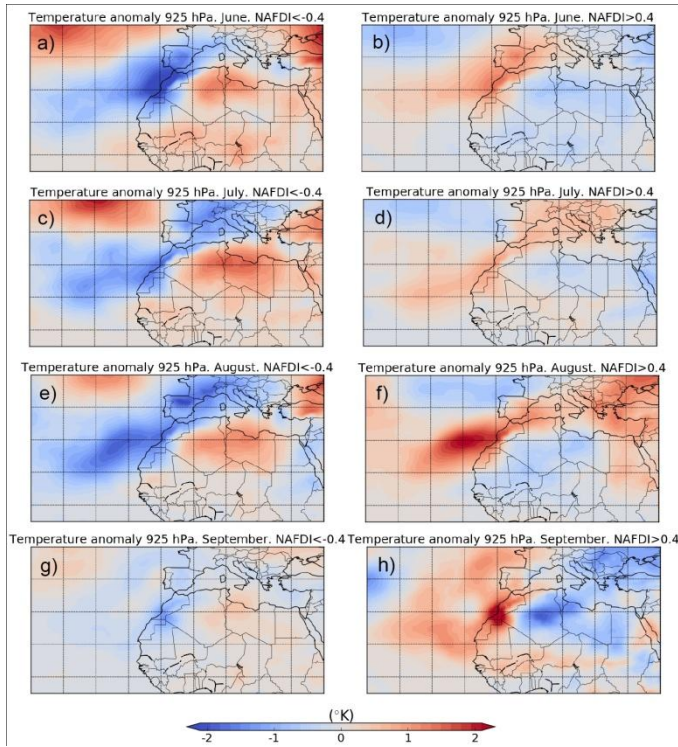 Temperature anomaly 925 hPa. June. NAFDI<-0.4
Temperature anomaly 925 hPa. June. NAFDI>0.4
a)
b)
Temperature anomaly 925 hPa. July. NAFDI<-0.4
Temperature anomaly 925 hPa. July. NAFDI>0.4
c)
d)
Temperature anomaly 925 hPa. August. NAFDI<-0.4
Temperature anomaly 925 hPa. August. NAFDI>0.4
e)
f)
Temperature anomaly 925 hPa. September. NAFDI<-0.4
Temperature anomaly 925 hPa. September. NAFDI>0.4
g)
h)
(°K)
-2 -1 0 1 2